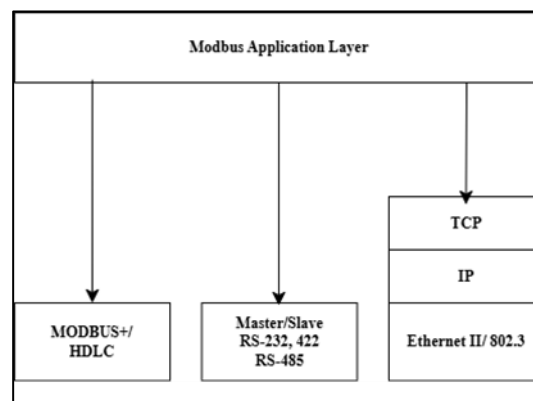 Modbus Application Layer
TCP
IP
MODBUS+/
HDLC
Master/Slave
RS-232, 422
RS-485
Ethernet II/ 802.3